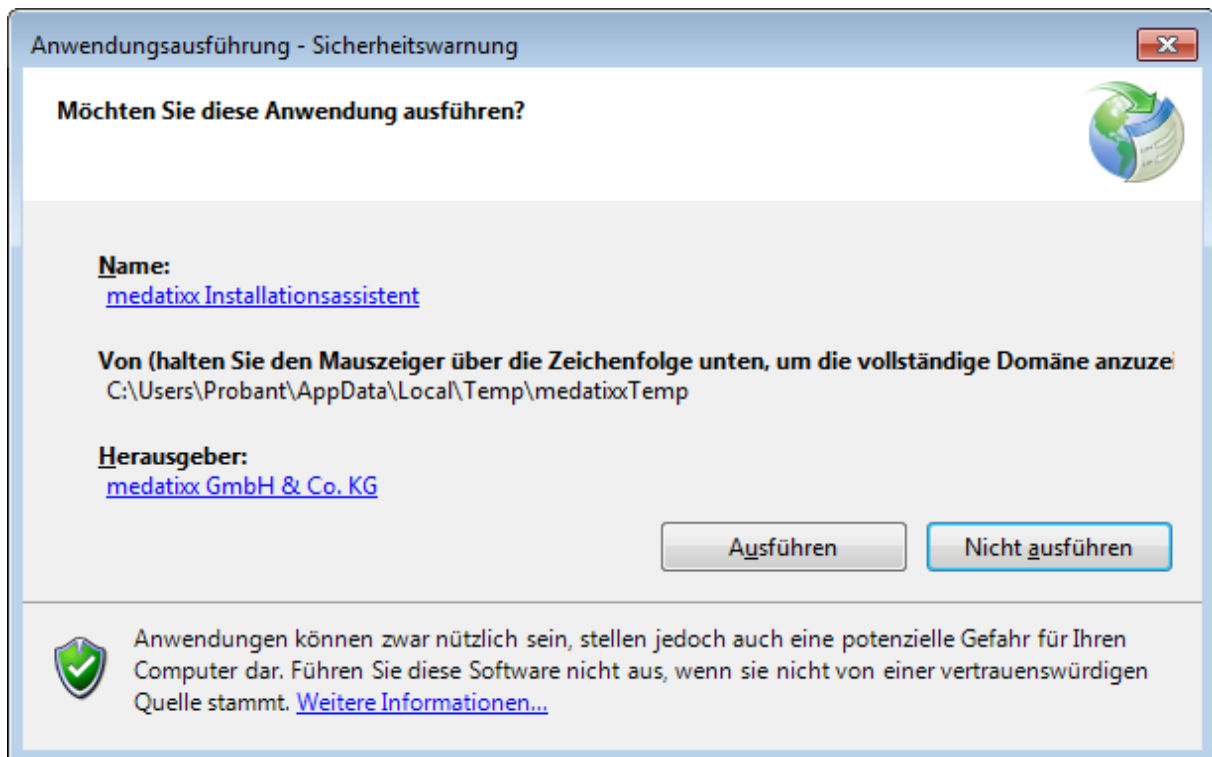 Anwendungsausführung - Sicherheitswarnung
Möchten Sie diese Anwendung ausführen?
Name:
medatixx Installationsassistent
Von (halten Sie den Mauszeiger über die Zeichenfolge unten, um die vollständige Domäne anzuzei
C:\Users\Probant\AppData\Local\Temp\medatixxTemp
Herausgeber:
medatixx GmbH & Co. KG
Ausführen
Nicht ausführen
Anwendungen können zwar nützlich sein, stellen jedoch auch eine potenzielle Gefahr für Ihren
Computer dar. Führen Sie diese Software nicht aus, wenn sie nicht von einer vertrauenswürdigen
Quelle stammt. Weitere Informationen...